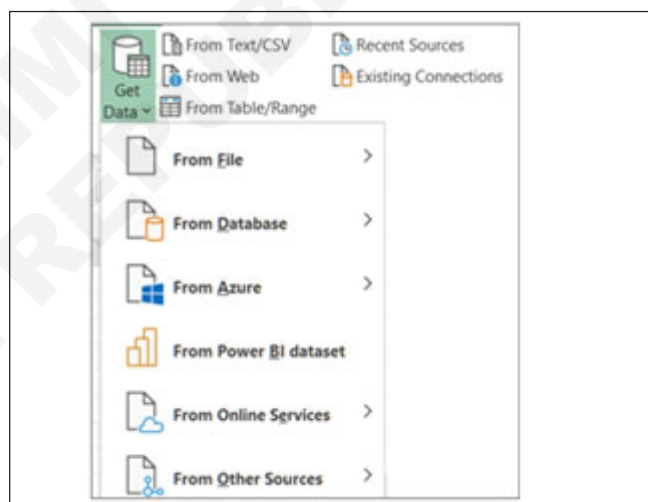 Get Data
From Text/CSV
From Web
From Table/Range
Recent Sources
Existing Connections
From File
From Database
From Azure
From Power BI dataset
From Online Services
From Other Sources